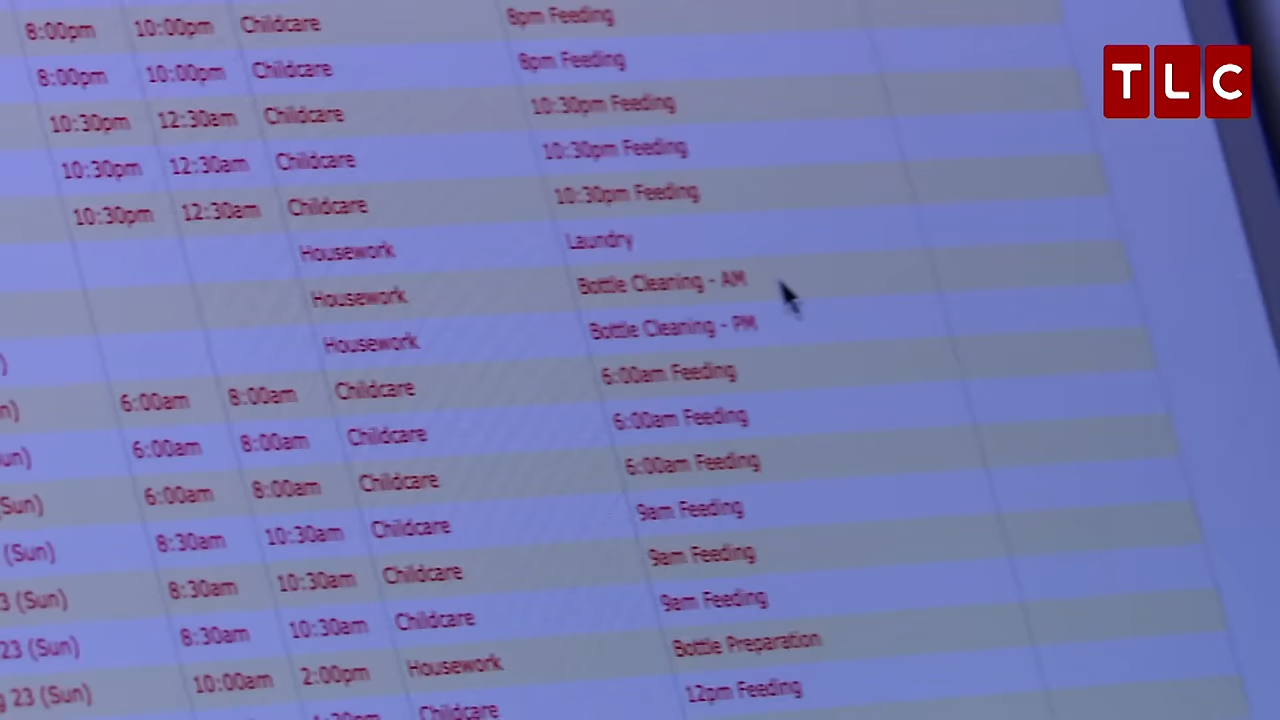 8:00pm 10:00pm Childcare 8pm Feeding
8:00pm 10:00pm Childcare 8pm Feeding
TLC
10:30pm 12:30am Childcare 10:30pm Feeding
10:30pm 12:30am Childcare 10:30pm Feeding
10:30pm 12:30am Childcare 10:30pm Feeding
Housework Laundry
Housework Bottle Cleaning - AM
) Housework Bottle Cleaning - PM
n) 6:00am 8:00am Childcare 6:00am Feeding
un) 6:00am 8:00am Childcare 6:00am Feeding
Sun) 6:00am 8:00am Childcare 6:00am Feeding
(Sun) 8:30am 10:30am Childcare 9am Feeding
3 (Sun) 8:30am 10:30am Childcare 9am Feeding
23 (Sun) 8:30am 10:30am Childcare 9am Feeding
23 (Sun) 10:00am 2:00pm Housework Bottle Preparation
Childcare 12pm Feeding